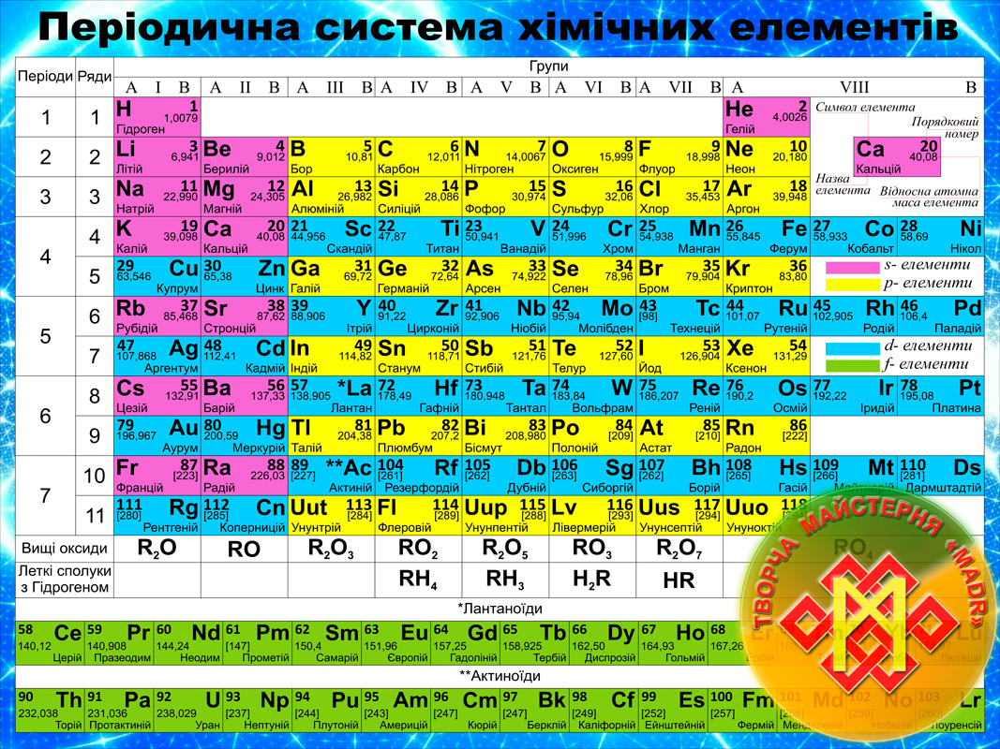 Періодична система хімічних елементів
Періоди Ряди Групи
А I В А II В А III В А IV В А V В А VI В А VII В А VIII В
1 1 H 1 1,0079 Гідроген He 2 4,0026 Гелій
Символ елемента
Порядковий номер
Ca 20 40,08 Кальцій
Назва елемента
Відносна атомна маса елемента
2 2 Li 3 6,941 Літій Be 4 9,012 Берилій B 5 10,81 Бор C 6 12,011 Карбон N 7 14,0067 Нітроген O 8 15,999 Оксиген F 9 18,998 Флуор Ne 10 20,180 Неон
3 3 Na 11 22,990 Натрій Mg 12 24,305 Магній Al 13 26,982 Алюміній Si 14 28,086 Силіцій P 15 30,974 Фофор S 16 32,06 Сульфур Cl 17 35,453 Хлор Ar 18 39,948 Аргон
4 4 K 19 39,098 Калій Ca 20 40,08 Кальцій 21 Sc 44,956 Скандій 22 Ti 47,87 Титан 23 V 50,941 Ванадій 24 Cr 51,996 Хром 25 Mn 54,938 Манган 26 Fe 55,845 Ферум 27 Co 58,933 Кобальт 28 Ni 58,69 Нікол
5 29 Cu 63,546 Купрум 30 Zn 65,38 Цинк Ga 31 69,72 Галій Ge 32 72,64 Германій As 33 74,922 Арсен Se 34 78,96 Селен Br 35 79,904 Бром Kr 36 83,80 Криптон
s- елементи
p- елементи
5 6 Rb 37 85,468 Рубідій Sr 38 87,62 Стронцій 39 Y 88,906 Ітрій 40 Zr 91,22 Цирконій 41 Nb 92,906 Ніобій 42 Mo 95,94 Молібден 43 Tc [98] Технецій 44 Ru 101,07 Рутеній 45 Rh 102,905 Родій 46 Pd 106,4 Паладій
7 47 Ag 107,868 Аргентум 48 Cd 112,41 Кадмій In 49 114,82 Індій Sn 50 118,71 Станум Sb 51 121,76 Стибій Te 52 127,60 Телур I 53 126,904 Йод Xe 54 131,29 Ксенон
d- елементи
f- елементи
6 8 Cs 55 132,91 Цезій Ba 56 137,33 Барій 57 *La 138,905 Лантан 72 Hf 178,49 Гафній 73 Ta 180,948 Тантал 74 W 183,84 Вольфрам 75 Re 186,207 Реній 76 Os 190,2 Осмій 77 Ir 192,22 Іридій 78 Pt 195,08 Платина
9 79 Au 196,967 Аурум 80 Hg 200,59 Меркурій Tl 81 204,38 Талій Pb 82 207,2 Плюмбум Bi 83 208,980 Бісмут Po 84 [209] Полоній At 85 [210] Астат Rn 86 [222] Радон
7 10 Fr 87 [223] Францій Ra 88 226,03 Радій 89 **Ac [227] Актиній 104 Rf [261] Резерфордій 105 Db [262] Дубній 106 Sg [263] Сиборгій 107 Bh [262] Борій 108 Hs [265] Гасій 109 Mt [266] Майтнерій 110 Ds [281] Дармштадтій
11 111 Rg [280] Рентгеній 112 Cn [285] Коперницій Uut 113 [284] Унунтрій Fl 114 [289] Флеровій Uup 115 [288] Унунпентій Lv 116 [293] Лівермерій Uus 117 [294] Унунсептій Uuo 118 Унуноктій
Вищі оксиди R₂O RO R₂O₃ RO₂ R₂O₅ RO₃ R₂O₇ RO₄
Леткі сполуки з Гідрогеном RH₄ RH₃ H₂R HR
*Лантаноїди
58 Ce 140,12 Церій 59 Pr 140,908 Празеодим 60 Nd 144,24 Неодим 61 Pm [147] Прометій 62 Sm 150,4 Самарій 63 Eu 151,96 Європій 64 Gd 157,25 Гадоліній 65 Tb 158,925 Тербій 66 Dy 162,50 Диспрозій 67 Ho 164,93 Гольмій 68 Er 167,26 Ербій Yb Lu Лютецій
**Актиноїди
90 Th 232,038 Торій 91 Pa 231,036 Протактиній 92 U 238,029 Уран 93 Np [237] Нептуній 94 Pu [244] Плутоній 95 Am [243] Америцій 96 Cm [247] Кюрій 97 Bk [247] Берклій 98 Cf [249] Каліфорній 99 Es [252] Ейнштейній 100 Fm [257] Фермій 101 Md [258] Менделевій 102 No [259] Нобелій 103 Lr [260] Лоуренсій
ТВОРЧА МАЙСТЕРНЯ «MADR»